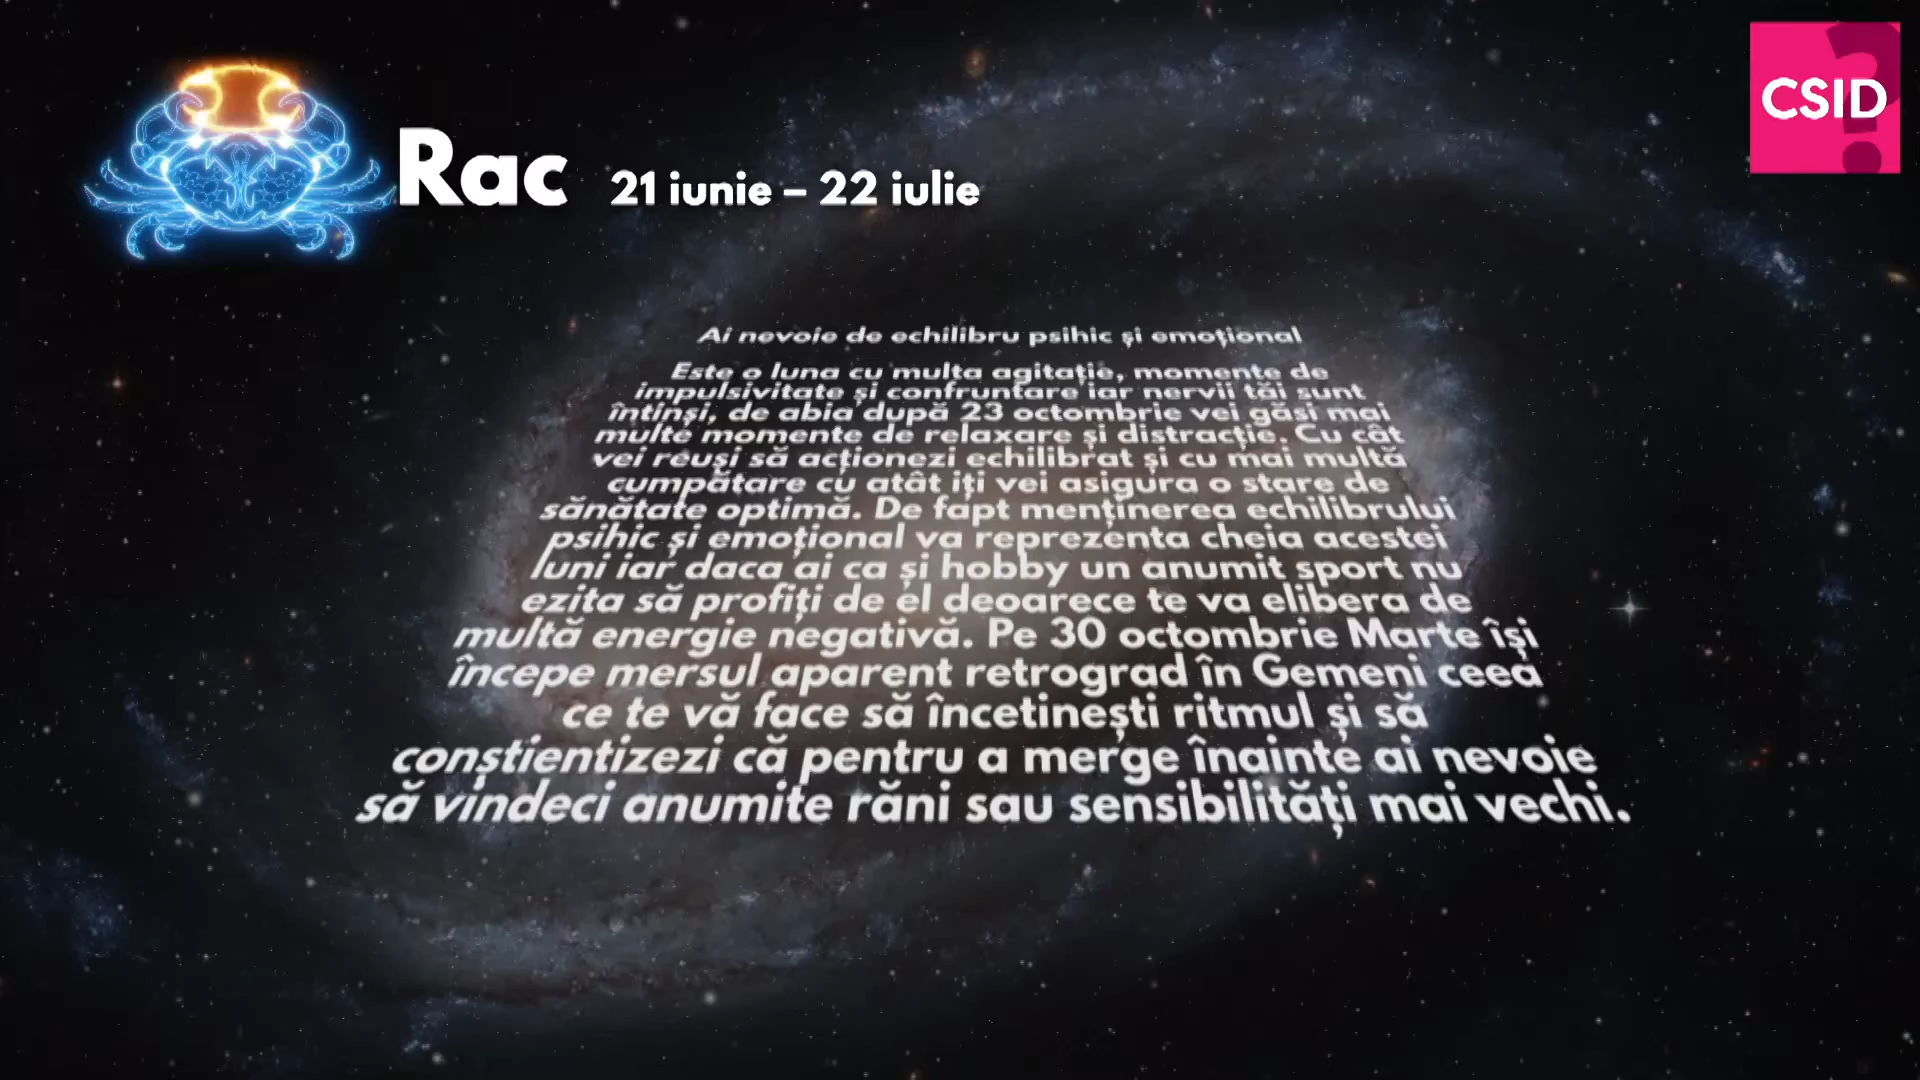 Rac 21 iunie – 22 iulie
CSID
Ai nevoie de echilibru psihic și emoțional
Este o luna cu multa agitație, momente de
impulsivitate și confruntare iar nervii tăi sunt
întinși, de abia după 23 octombrie vei găsi mai
multe momente de relaxare și distracție. Cu cât
vei reuși să acționezi echilibrat și cu mai multă
cumpătare cu atât iți vei asigura o stare de
sănătate optimă. De fapt menținerea echilibrului
psihic și emoțional va reprezenta cheia acestei
luni iar daca ai ca și hobby un anumit sport nu
ezita să profiți de el deoarece te va elibera de
multă energie negativă. Pe 30 octombrie Marte își
începe mersul aparent retrograd în Gemeni ceea
ce te vă face să încetinești ritmul și să
conștientizezi că pentru a merge înainte ai nevoie
să vindeci anumite răni sau sensibilități mai vechi.